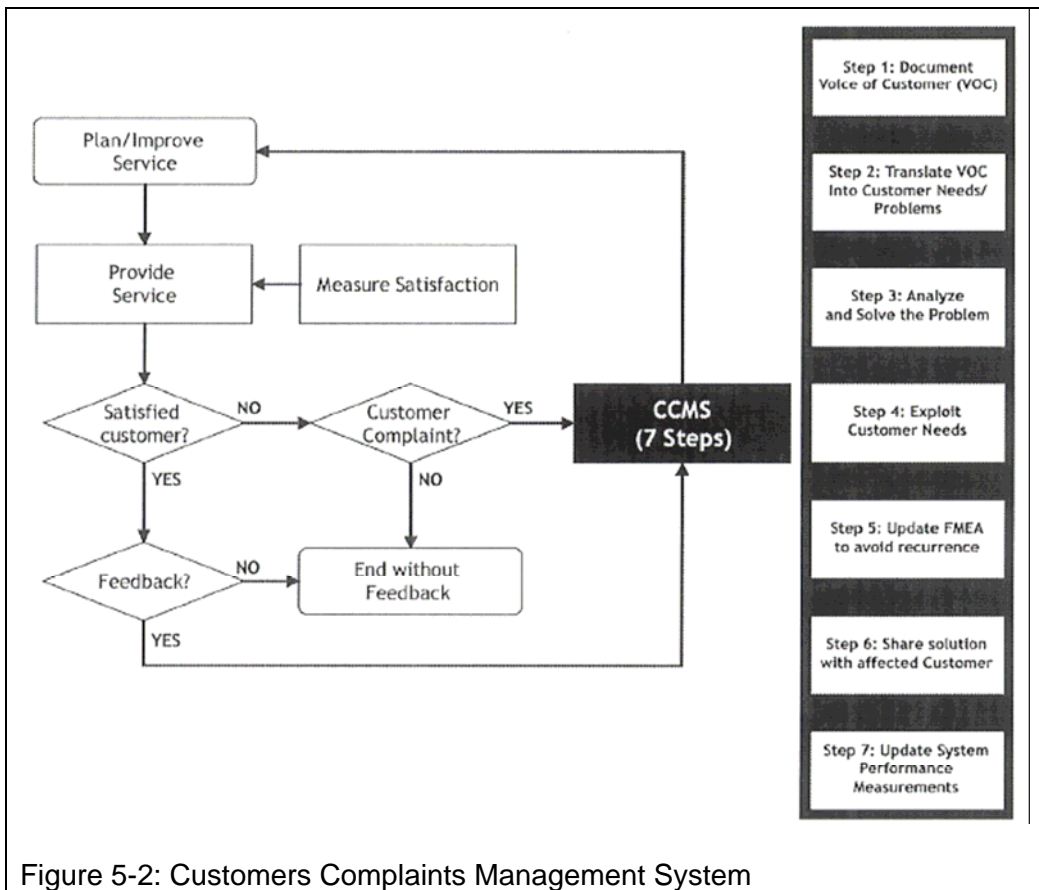 Plan/Improve
Service
Provide
Service
Measure Satisfaction
Satisfied
customer?
NO
Customer
Complaint?
YES
CCMS
(7 Steps)
YES
NO
Feedback?
NO
End without
Feedback
YES
Step 1: Document
Voice of Customer (VOC)
Step 2: Translate VOC
Into Customer Needs/
Problems
Step 3: Analyze
and Solve the Problem
Step 4: Exploit
Customer Needs
Step 5: Update FMEA
to avoid recurrence
Step 6: Share solution
with affected Customer
Step 7: Update System
Performance
Measurements
Figure 5-2: Customers Complaints Management System